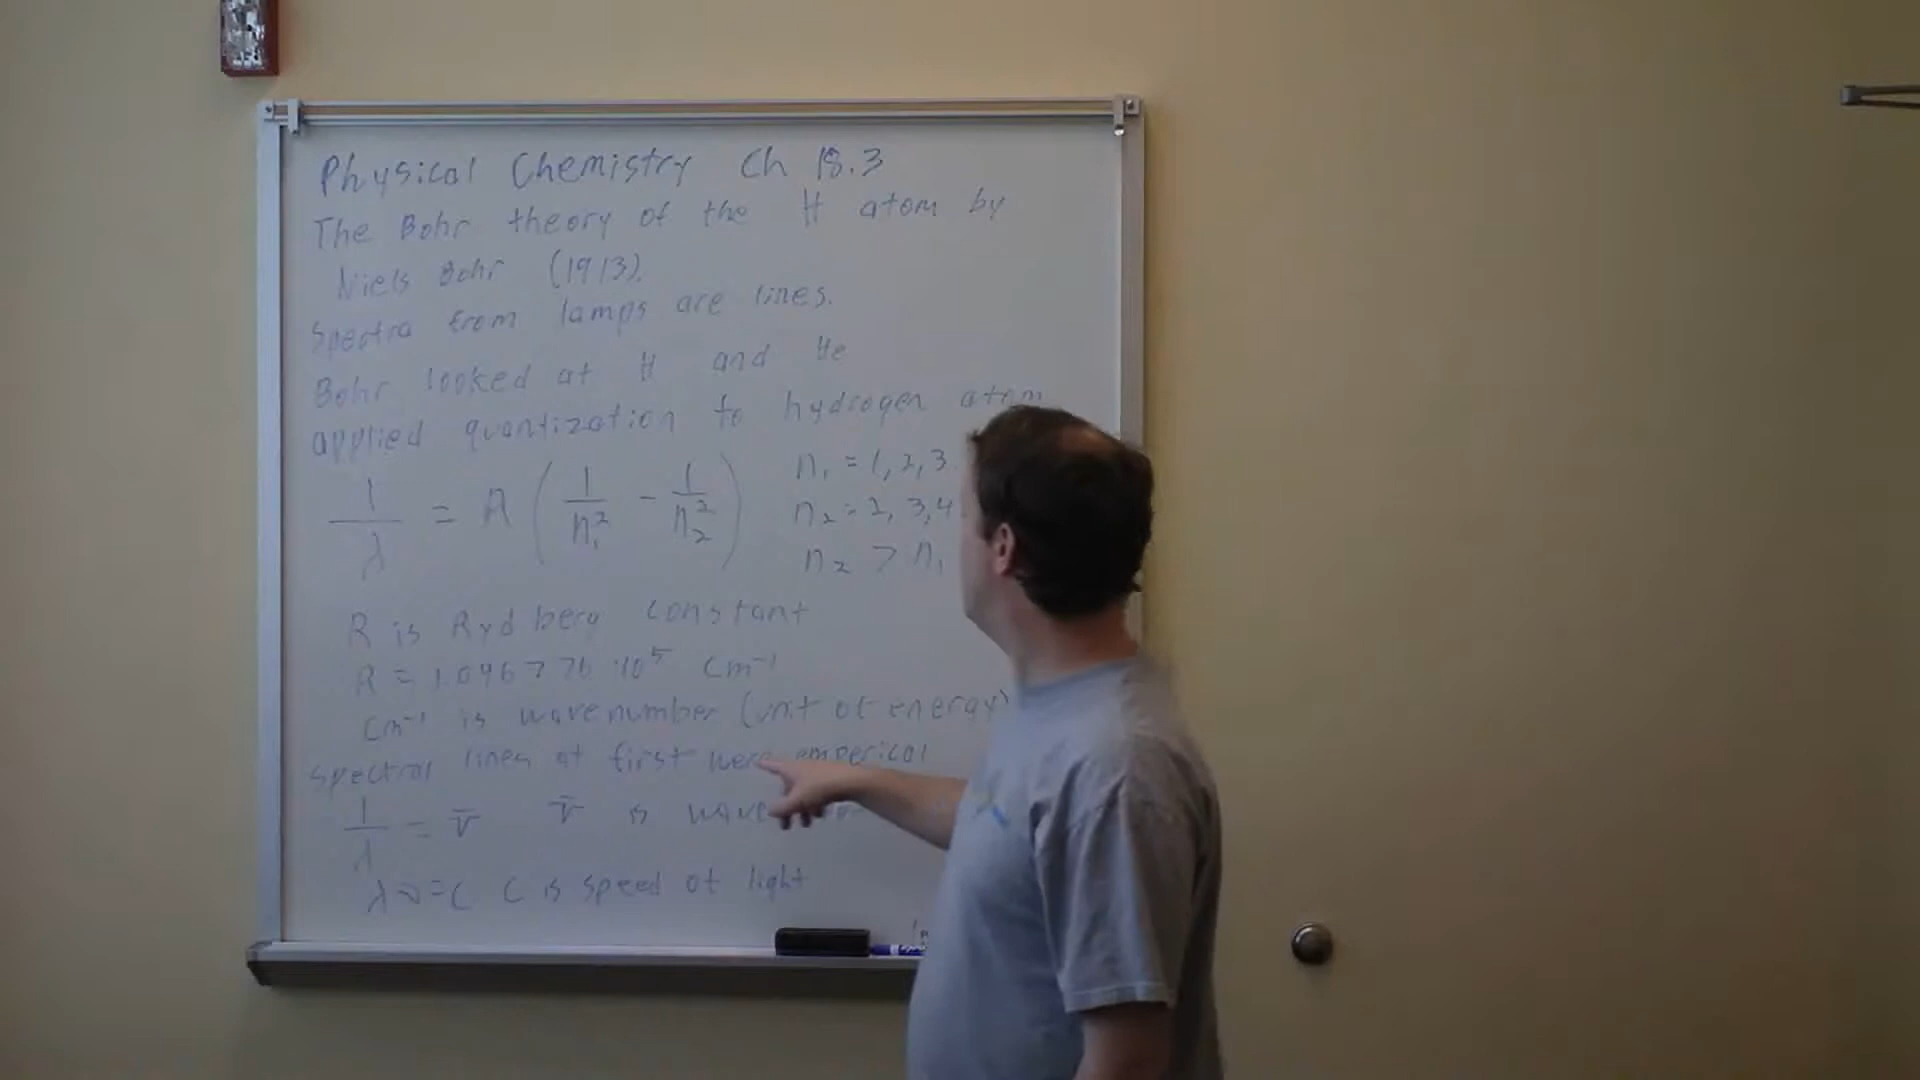 Physical Chemistry Ch 18.3
The Bohr theory of the H atom by
Niels Bohr (1913).
Spectra from lamps are lines.
Bohr looked at H and He
applied quantization to hydrogen atom
1/λ = R (1/n₁² - 1/n₂²)
n₁ = 1, 2, 3
n₂ = 2, 3, 4
n₂ > n₁
R is Rydberg constant
R = 1.0967776 · 10⁵ cm⁻¹
cm⁻¹ is wavenumber (unit of energy)
spectral lines at first were emperical
1/λ = ν̄ ν̄ is
λν = c c is speed of light